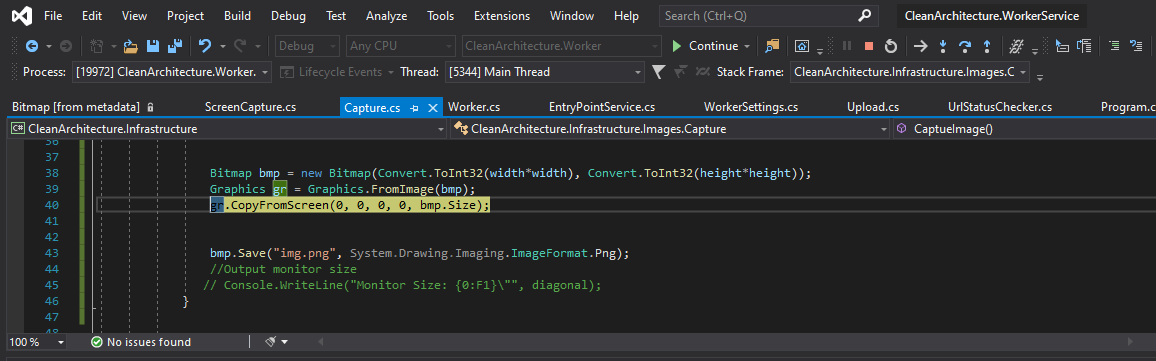 File Edit View Project Build Debug Test Analyze Tools Extensions Window Help Search (Ctrl+Q) CleanArchitecture.WorkerService
Debug Any CPU CleanArchitecture.Worker Continue
Process: [19972] CleanArchitecture.Worker. Lifecycle Events Thread: [5344] Main Thread Stack Frame: CleanArchitecture.Infrastructure.Images.C
Bitmap [from metadata] ScreenCapture.cs Capture.cs Worker.cs EntryPointService.cs WorkerSettings.cs Upload.cs UrlStatusChecker.cs Program.c
C# CleanArchitecture.Infrastructure CleanArchitecture.Infrastructure.Images.Capture CaptueImage()
36
37
38 Bitmap bmp = new Bitmap(Convert.ToInt32(width*width), Convert.ToInt32(height*height));
39 Graphics gr = Graphics.FromImage(bmp);
40 gr.CopyFromScreen(0, 0, 0, 0, bmp.Size);
41
42
43 bmp.Save("img.png", System.Drawing.Imaging.ImageFormat.Png);
44 //Output monitor size
45 // Console.WriteLine("Monitor Size: {0:F1}\"", diagonal);
46 }
47
48
100 % No issues found